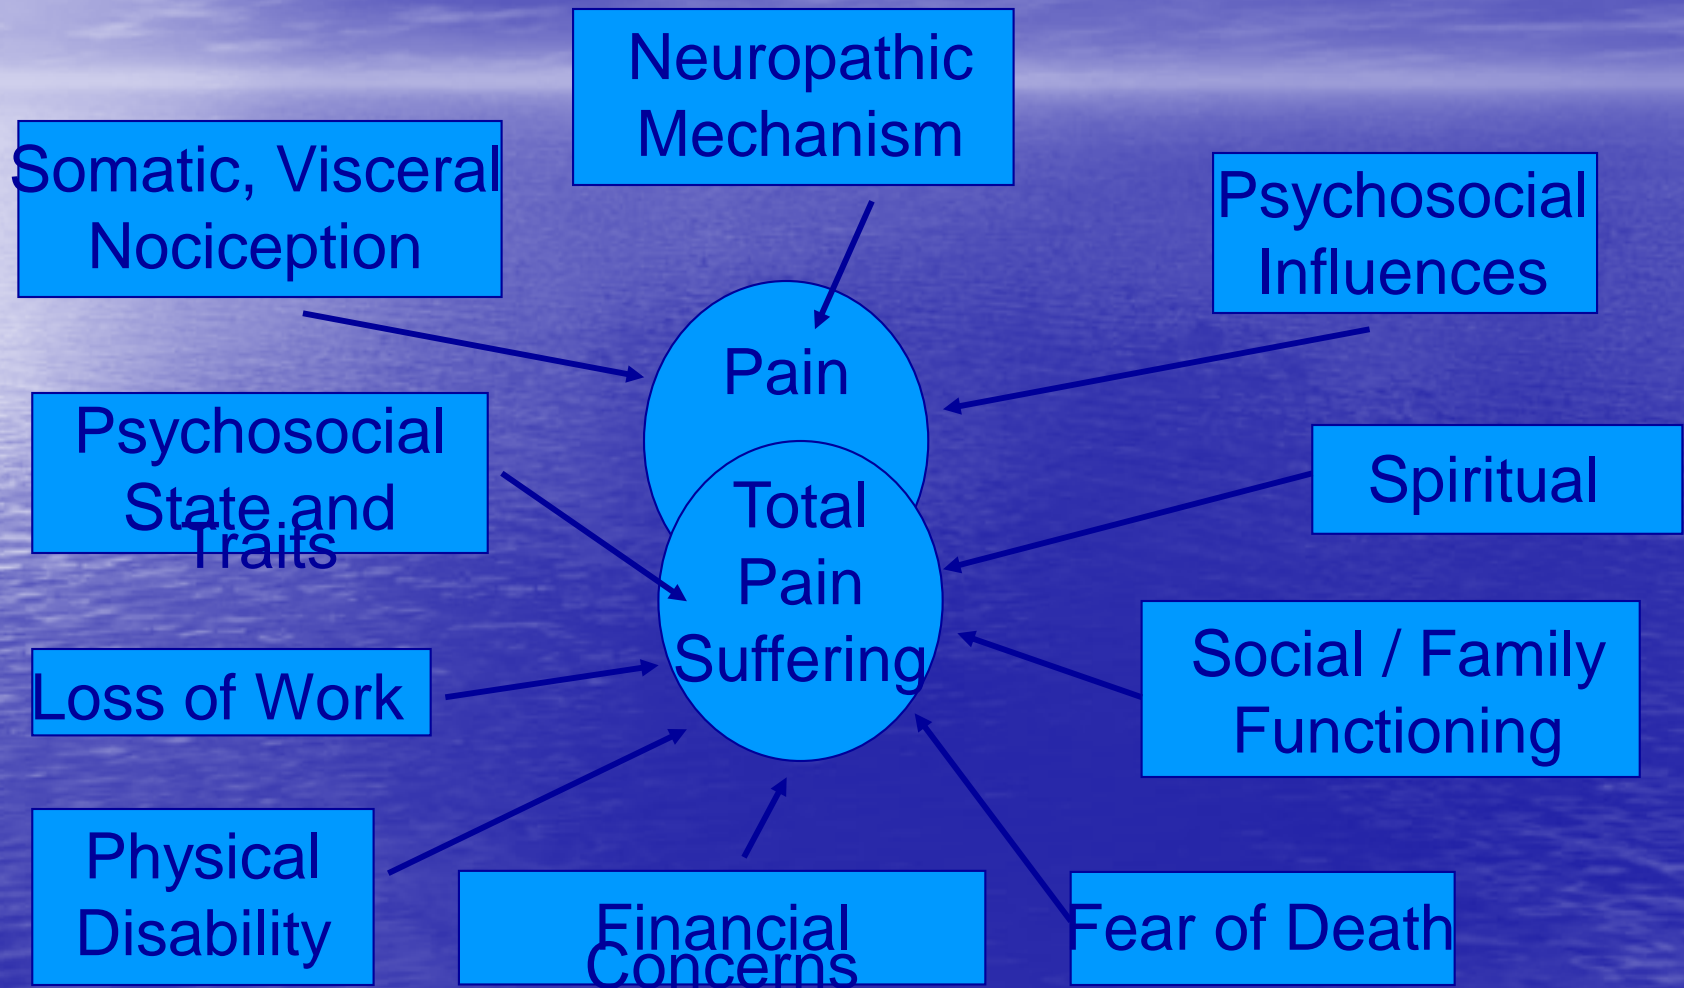 Neuropathic
Mechanism
Somatic, Visceral
Nociception
Psychosocial
Influences
Pain
Psychosocial
State and
Traits
Spiritual
Total
Pain
Suffering
Loss of Work
Social / Family
Functioning
Physical
Disability
Financial
Concerns
Fear of Death